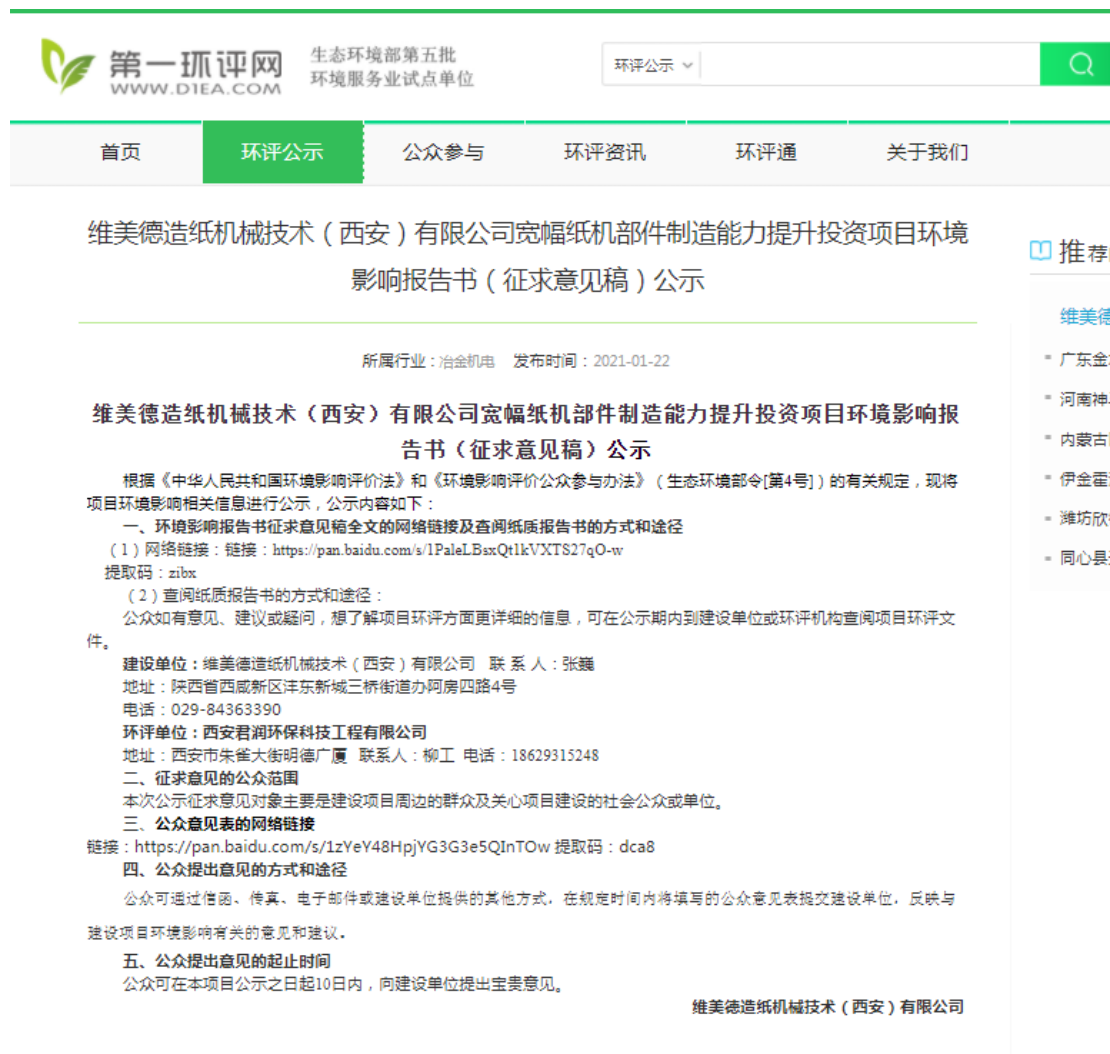 第一环评网
WWW.D1EA.COM
生态环境部第五批
环境服务业试点单位
环评公示
首页 环评公示 公众参与 环评资讯 环评通 关于我们
维美德造纸机械技术（西安）有限公司宽幅纸机部件制造能力提升投资项目环境
影响报告书（征求意见稿）公示
所属行业：冶金机电 发布时间：2021-01-22
维美德造纸机械技术（西安）有限公司宽幅纸机部件制造能力提升投资项目环境影响报
告书（征求意见稿）公示
根据《中华人民共和国环境影响评价法》和《环境影响评价公众参与办法》（生态环境部令[第4号]）的有关规定，现将
项目环境影响相关信息进行公示，公示内容如下：
一、环境影响报告书征求意见稿全文的网络链接及查阅纸质报告书的方式和途径
（1）网络链接：链接：https://pan.baidu.com/s/1PaleLBsxQt1kVXTS27qO-w
提取码：zibx
（2）查阅纸质报告书的方式和途径：
公众如有意见、建议或疑问，想了解项目环评方面更详细的信息，可在公示期内到建设单位或环评机构查阅项目环评文
件。
建设单位：维美德造纸机械技术（西安）有限公司 联 系 人：张巍
地址：陕西省西咸新区沣东新城三桥街道办阿房四路4号
电话：029-84363390
环评单位：西安君润环保科技工程有限公司
地址：西安市朱雀大街明德广厦 联系人：柳工 电话：18629315248
二、征求意见的公众范围
本次公示征求意见对象主要是建设项目周边的群众及关心项目建设的社会公众或单位。
三、公众意见表的网络链接
链接：https://pan.baidu.com/s/1zYeY48HpjYG3G3e5QInTOw 提取码：dca8
四、公众提出意见的方式和途径
公众可通过信函、传真、电子邮件或建设单位提供的其他方式，在规定时间内将填写的公众意见表提交建设单位，反映与
建设项目环境影响有关的意见和建议。
五、公众提出意见的起止时间
公众可在本项目公示之日起10日内，向建设单位提出宝贵意见。
维美德造纸机械技术（西安）有限公司
推荐
维美德
广东金
河南神
内蒙古
伊金霍
潍坊欣
同心县